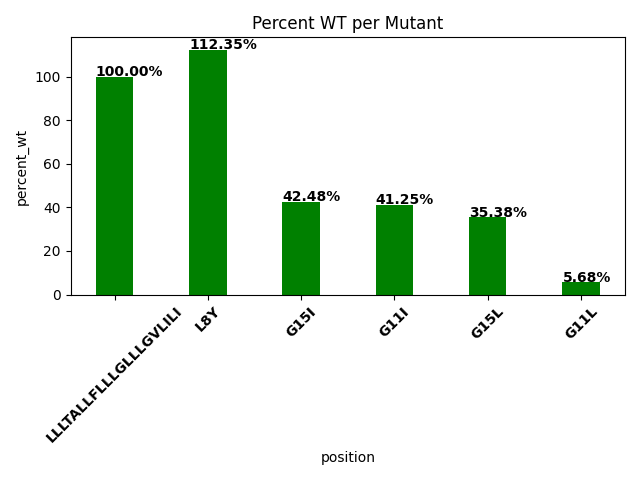 Percent WT per Mutant
percent_wt
100
80
60
40
20
0
100.00%
112.35%
42.48%
41.25%
35.38%
5.68%
LLLTALLFLLLGLLLGVLILI
L8Y
G15I
G11I
G15L
G11L
position